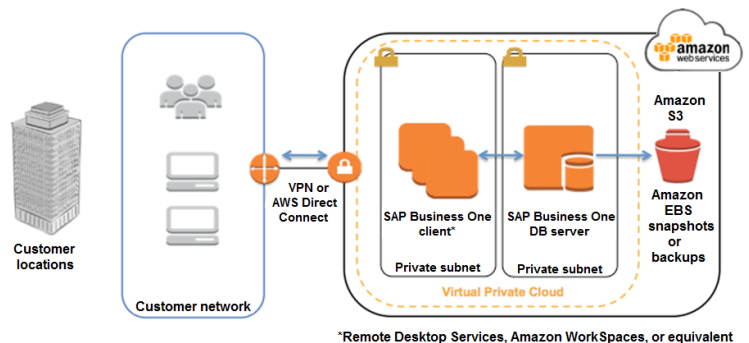 amazon
web services
Amazon
S3
VPN or
AWS Direct
Connect
SAP Business One
client*
SAP Business One
DB server
Amazon
EBS
snapshots
or
backups
Customer
locations
Private subnet
Private subnet
Virtual Private Cloud
Customer network
*Remote Desktop Services, Amazon WorkSpaces, or equivalent